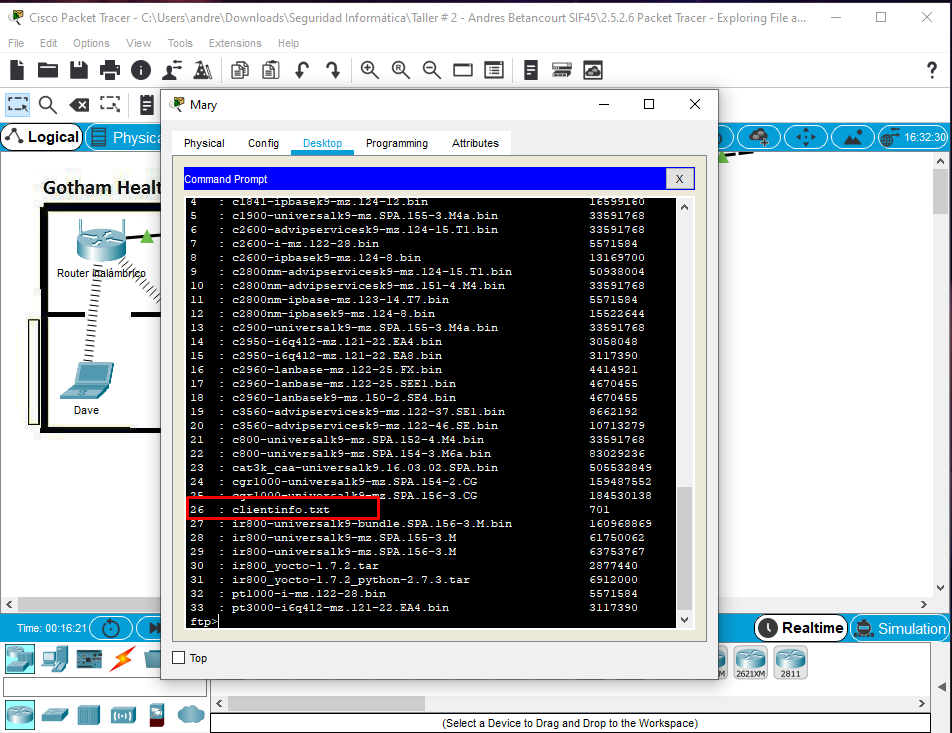 Cisco Packet Tracer - C:\Users\andre\Downloads\Seguridad Informática\Taller # 2 - Andres Betancourt SIF45\2.5.2.6 Packet Tracer - Exploring File a...
File Edit Options View Tools Extensions Help
Mary
Logical
Physica
16:32:30
Physical Config Desktop Programming Attributes
Command Prompt X
Gotham Healt
4 : c1841-ipbasek9-mz.124-12.bin 16599160
5 : c1900-universalk9-mz.SPA.155-3.M4a.bin 33591768
6 : c2600-advipservicesk9-mz.124-15.T1.bin 33591768
7 : c2600-i-mz.122-28.bin 5571584
8 : c2600-ipbasek9-mz.124-8.bin 13169700
9 : c2800nm-advipservicesk9-mz.124-15.T1.bin 50938004
10 : c2800nm-advipservicesk9-mz.151-4.M4.bin 33591768
11 : c2800nm-ipbase-mz.123-14.T7.bin 5571584
12 : c2800nm-ipbasek9-mz.124-8.bin 15522644
13 : c2900-universalk9-mz.SPA.155-3.M4a.bin 33591768
14 : c2950-i6q4l2-mz.121-22.EA4.bin 3058048
15 : c2950-i6q4l2-mz.121-22.EA8.bin 3117390
16 : c2960-lanbase-mz.122-25.FX.bin 4414921
17 : c2960-lanbase-mz.122-25.SEE1.bin 4670455
18 : c2960-lanbasek9-mz.150-2.SE4.bin 4670455
19 : c3560-advipservicesk9-mz.122-37.SE1.bin 8662192
20 : c3560-advipservicesk9-mz.122-46.SE.bin 10713279
21 : c800-universalk9-mz.SPA.152-4.M4.bin 33591768
22 : c800-universalk9-mz.SPA.154-3.M6a.bin 83029236
23 : cat3k_caa-universalk9.16.03.02.SPA.bin 505532849
24 : cgr1000-universalk9-mz.SPA.154-2.CG 159487552
25 : cgr1000-universalk9-mz.SPA.156-3.CG 184530138
26 : clientinfo.txt 701
27 : ir800-universalk9-bundle.SPA.156-3.M.bin 160968869
28 : ir800-universalk9-mz.SPA.155-3.M 61750062
29 : ir800-universalk9-mz.SPA.156-3.M 63753767
30 : ir800_yocto-1.7.2.tar 2877440
31 : ir800_yocto-1.7.2_python-2.7.3.tar 6912000
32 : pt1000-i-mz.122-28.bin 5571584
33 : pt3000-i6q4l2-mz.121-22.EA4.bin 3117390
ftp>
Router inalámbrico
Dave
Top
Time: 00:16:21
Realtime
Simulation
2621XM
2811
(Select a Device to Drag and Drop to the Workspace)